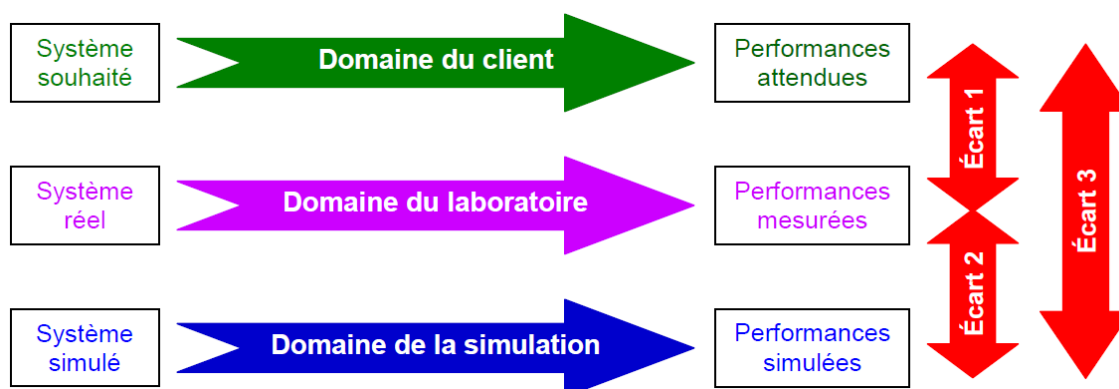 Système
souhaité
Domaine du client
Performances
attendues
Écart 1
Écart 3
Système
réel
Domaine du laboratoire
Performances
mesurées
Écart 2
Système
simulé
Domaine de la simulation
Performances
simulées